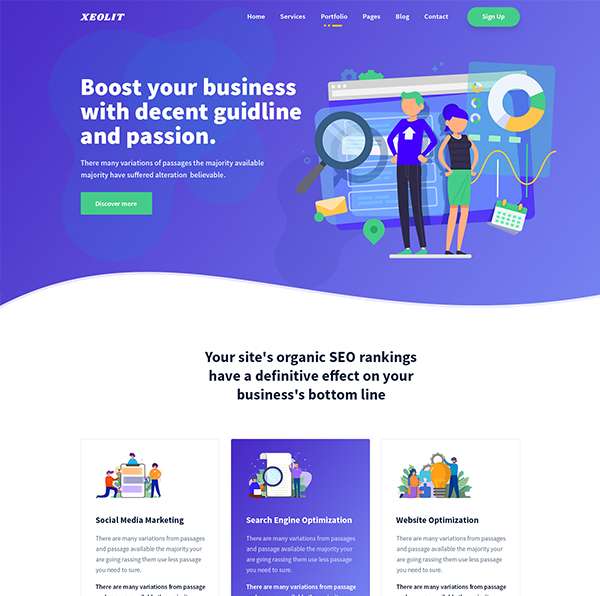 XEOLIT
Home Services Portfolio Pages Blog Contact Sign Up
Boost your business
with decent guidline
and passion.
There many variations of passages the majority available
majority have suffered alteration believable.
Discover more
Your site's organic SEO rankings
have a definitive effect on your
business's bottom line
Social Media Marketing
There are many variations from passages
and passage available the majority your
are going rassing them use less passage
you need to sure.
There are many variations from passage
Search Engine Optimization
There are many variations from passages
and passage available the majority your
are going rassing them use less passage
you need to sure.
There are many variations from passage
Website Optimization
There are many variations from passages
and passage available the majority your
are going rassing them use less passage
you need to sure.
There are many variations from passage